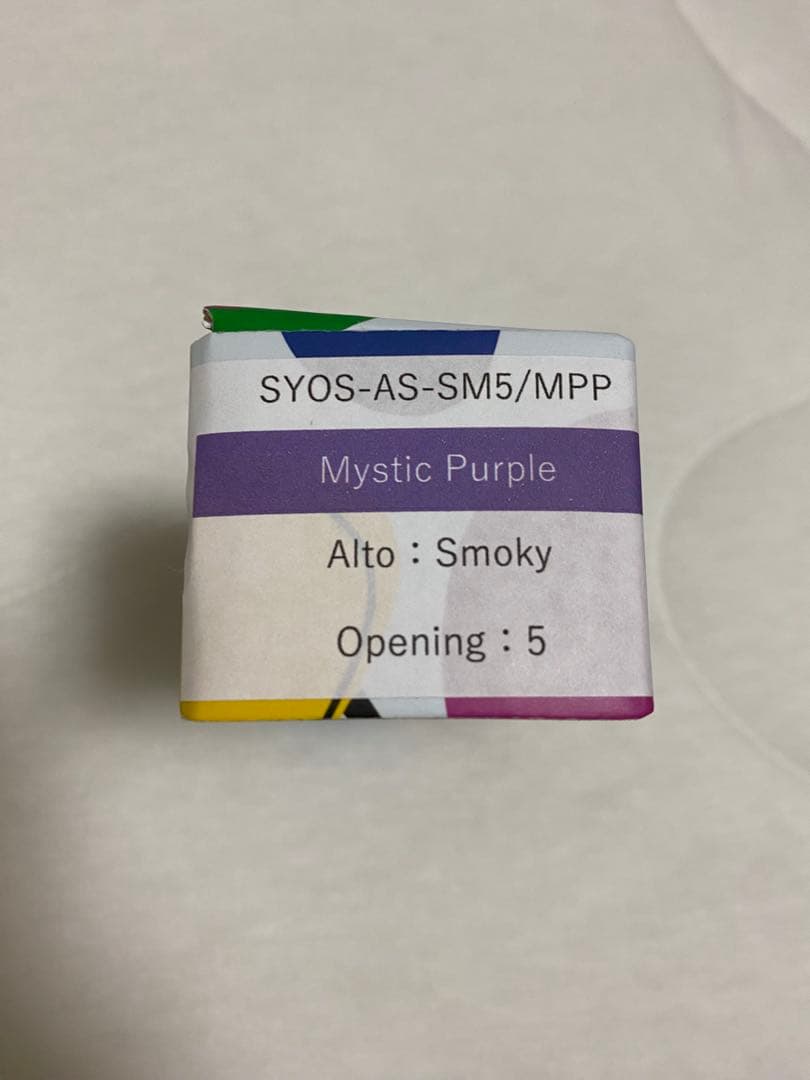 SYOS-AS-SM5/MPP
Mystic Purple
Alto：Smoky
Opening：5